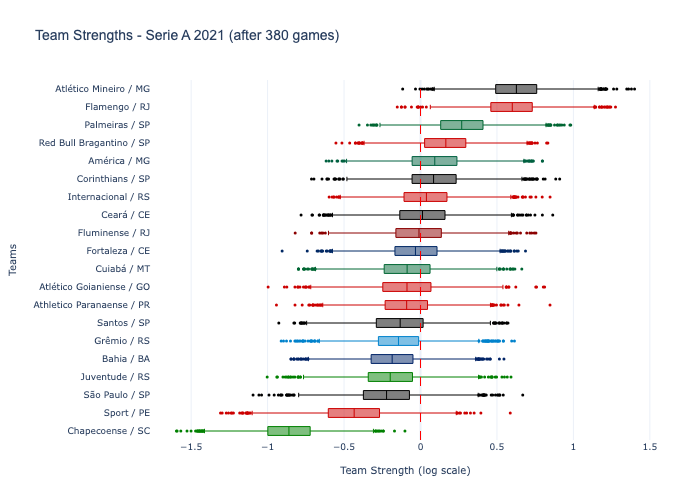 Team Strengths - Serie A 2021 (after 380 games)
Atlético Mineiro / MG
Flamengo / RJ
Palmeiras / SP
Red Bull Bragantino / SP
América / MG
Corinthians / SP
Internacional / RS
Ceará / CE
Fluminense / RJ
Fortaleza / CE
Cuiabá / MT
Atlético Goianiense / GO
Athletico Paranaense / PR
Santos / SP
Grêmio / RS
Bahia / BA
Juventude / RS
São Paulo / SP
Sport / PE
Chapecoense / SC
Teams
−1.5 −1 −0.5 0 0.5 1 1.5
Team Strength (log scale)